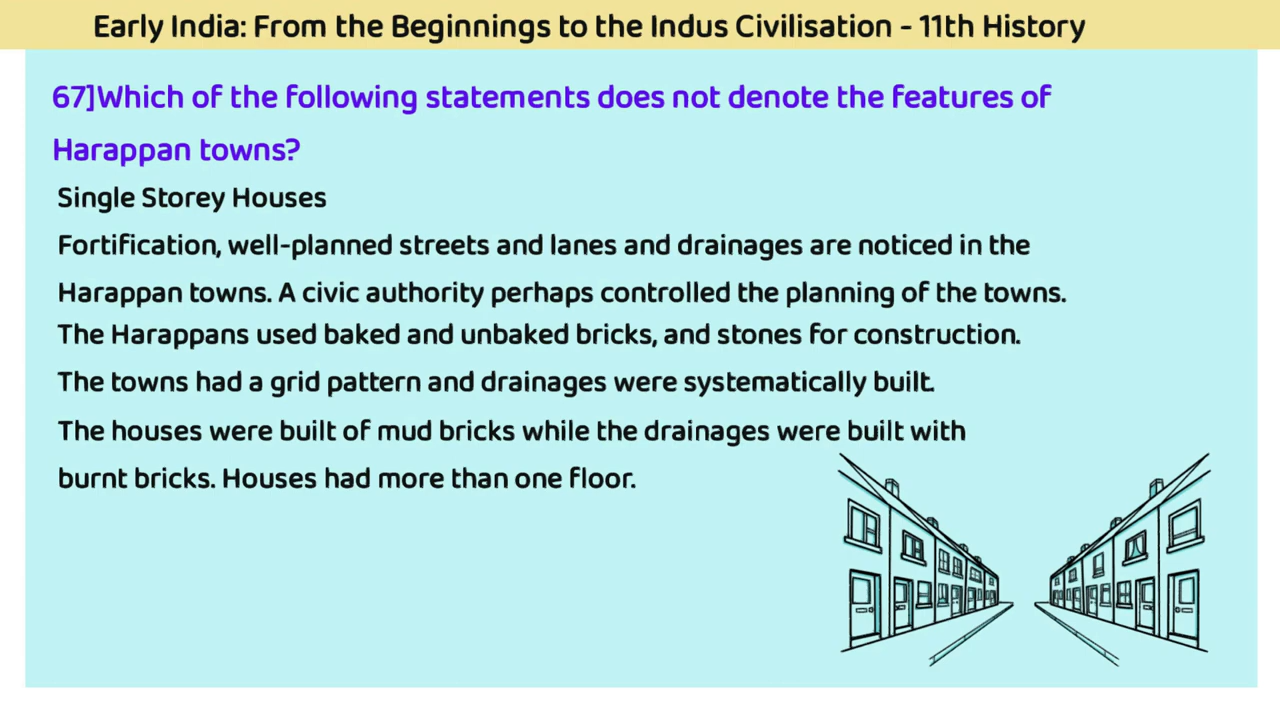 Early India: From the Beginnings to the Indus Civilisation - 11th History
67]Which of the following statements does not denote the features of
Harappan towns?
Single Storey Houses
Fortification, well-planned streets and lanes and drainages are noticed in the
Harappan towns. A civic authority perhaps controlled the planning of the towns.
The Harappans used baked and unbaked bricks, and stones for construction.
The towns had a grid pattern and drainages were systematically built.
The houses were built of mud bricks while the drainages were built with
burnt bricks. Houses had more than one floor.